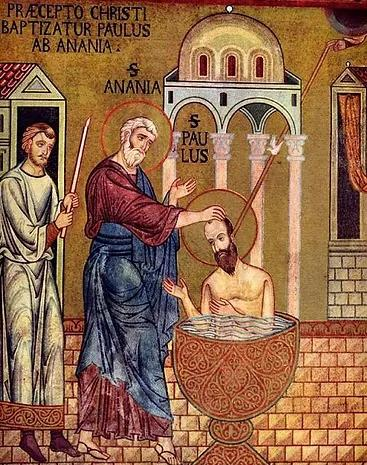 PRÆCEPTO CHRISTI
BAPTIZATUR PAULUS
AB ANANIA:
S
ANANIA
S
PAU
LUS